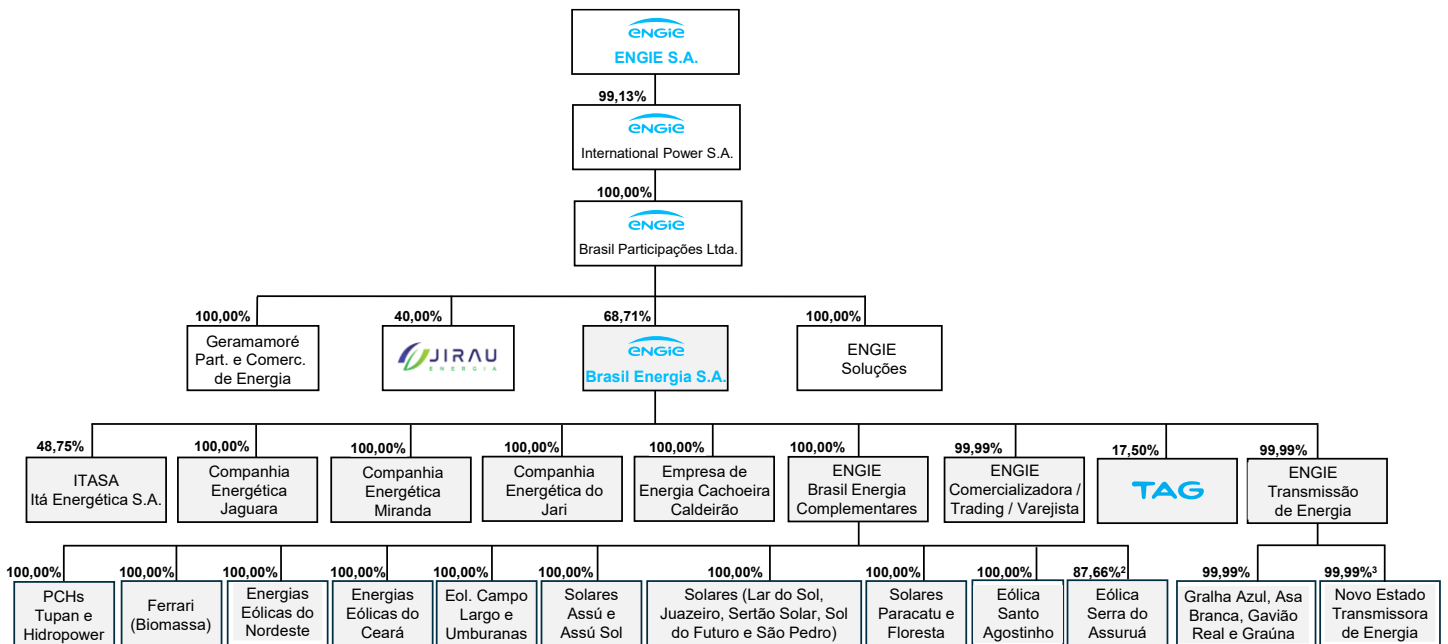 ENGIE
ENGIE S.A.
99,13%
ENGIE
International Power S.A.
100,00%
ENGIE
Brasil Participações Ltda.
100,00%
40,00%
68,71%
100,00%
Geramamoré
Part. e Comerc.
de Energia
JIRAU
ENERGIA
ENGIE
Brasil Energia S.A.
ENGIE
Soluções
48,75%
100,00%
100,00%
100,00%
100,00%
100,00%
99,99%
17,50%
99,99%
ITASA
Itá Energética S.A.
Companhia
Energética
Jaguara
Companhia
Energética
Miranda
Companhia
Energética do
Jari
Empresa de
Energia Cachoeira
Caldeirão
ENGIE
Brasil Energia
Complementares
ENGIE
Comercializadora /
Trading / Varejista
TAG
ENGIE
Transmissão
de Energia
100,00%
100,00%
100,00%
100,00%
100,00%
100,00%
100,00%
100,00%
100,00%
87,66%²
99,99%
99,99%³
PCHs
Tupan e
Hidropower
Ferrari
(Biomassa)
Energias
Eólicas do
Nordeste
Energias
Eólicas do
Ceará
Eol. Campo
Largo e
Umburanas
Solares
Assú e
Assú Sol
Solares (Lar do Sol,
Juazeiro, Sertão Solar, Sol
do Futuro e São Pedro)
Solares
Paracatu e
Floresta
Eólica
Santo
Agostinho
Eólica
Serra do
Assuruá
Gralha Azul, Asa
Branca, Gavião
Real e Graúna
Novo Estado
Transmissora
de Energia